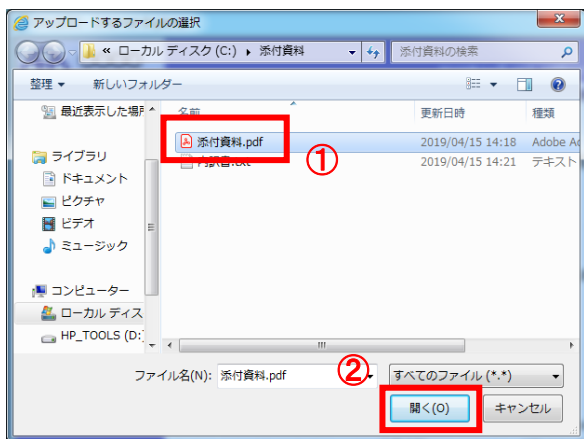 アップロードするファイルの選択
≪ ローカル ディスク (C:) ▸ 添付資料
添付資料の検索
整理 ▼ 新しいフォルダー
最近表示した場所
ライブラリ
ドキュメント
ピクチャ
ビデオ
ミュージック
コンピューター
ローカル ディス
HP_TOOLS (D:
名前 更新日時 種類
添付資料.pdf 2019/04/15 14:18 Adobe Ac
2019/04/15 14:21 テキスト
①
ファイル名(N): 添付資料.pdf
②
すべてのファイル (*.*)
開く(O) キャンセル